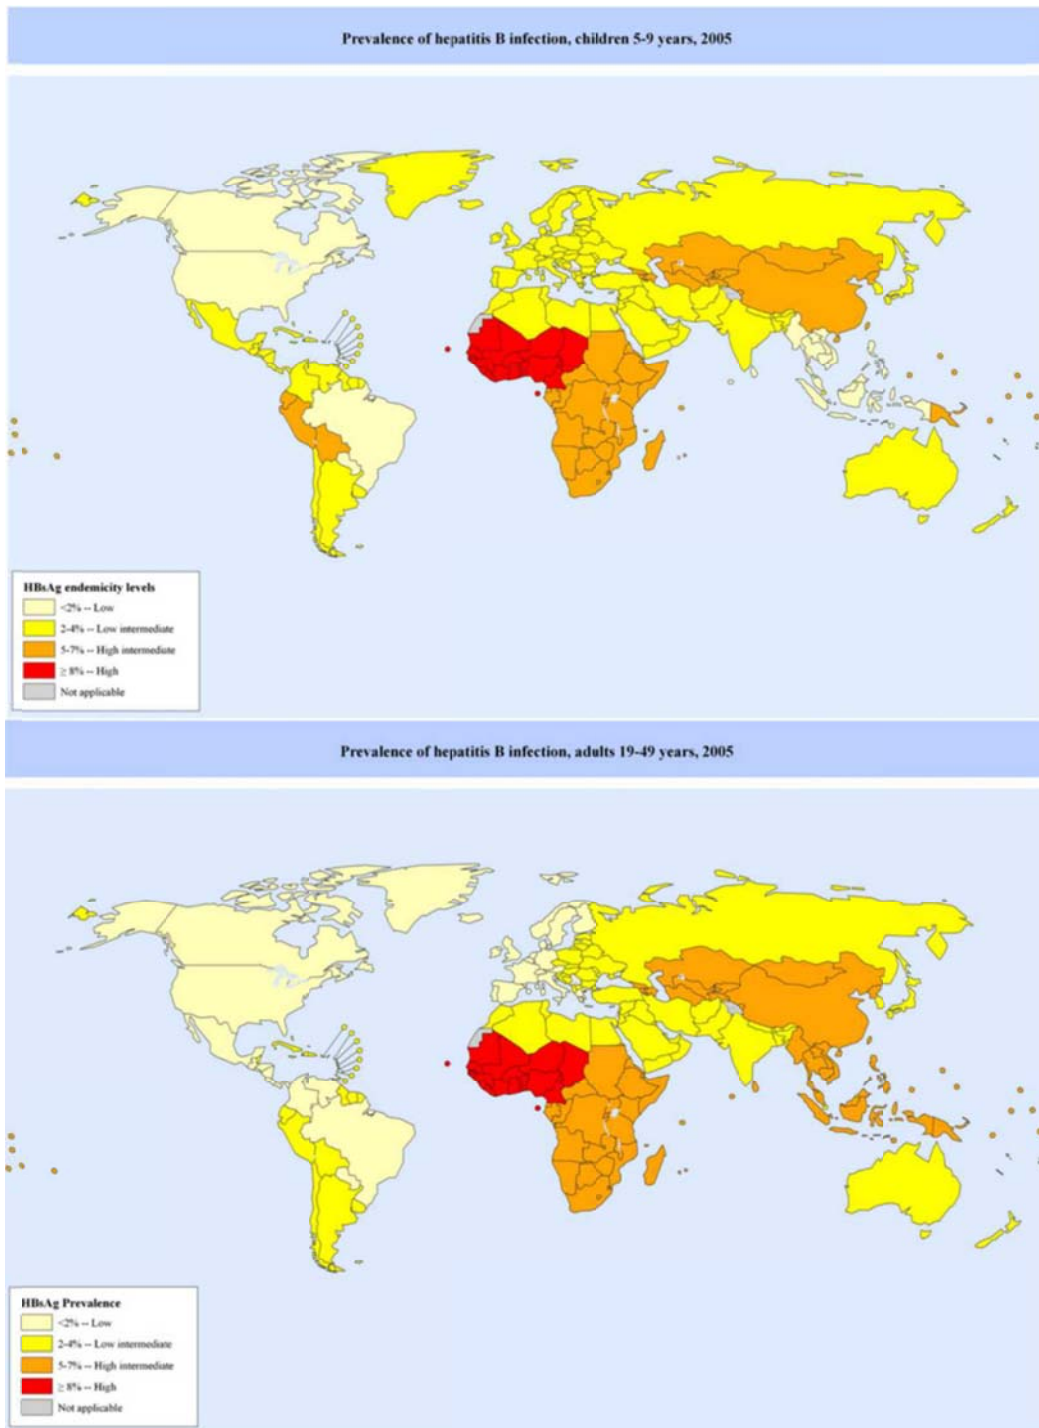 Prevalence of hepatitis B infection, children 5-9 years, 2005
HBsAg endemicity levels
<2% -- Low
2-4% -- Low intermediate
5-7% -- High intermediate
≥ 8% -- High
Not applicable
Prevalence of hepatitis B infection, adults 19-49 years, 2005
HBsAg Prevalence
<2% -- Low
2-4% -- Low intermediate
5-7% -- High intermediate
≥ 8% -- High
Not applicable